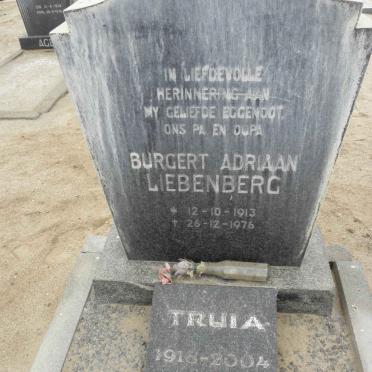 IN LIEFDEVOLLE
HERINNERING AAN
MY GELIEFDE EGGENOOT
ONS PA EN OUPA
BURGERT ADRIAAN
LIEBENBERG
* 12-10-1913
† 26-12-1976
TRUIA
1918-2004